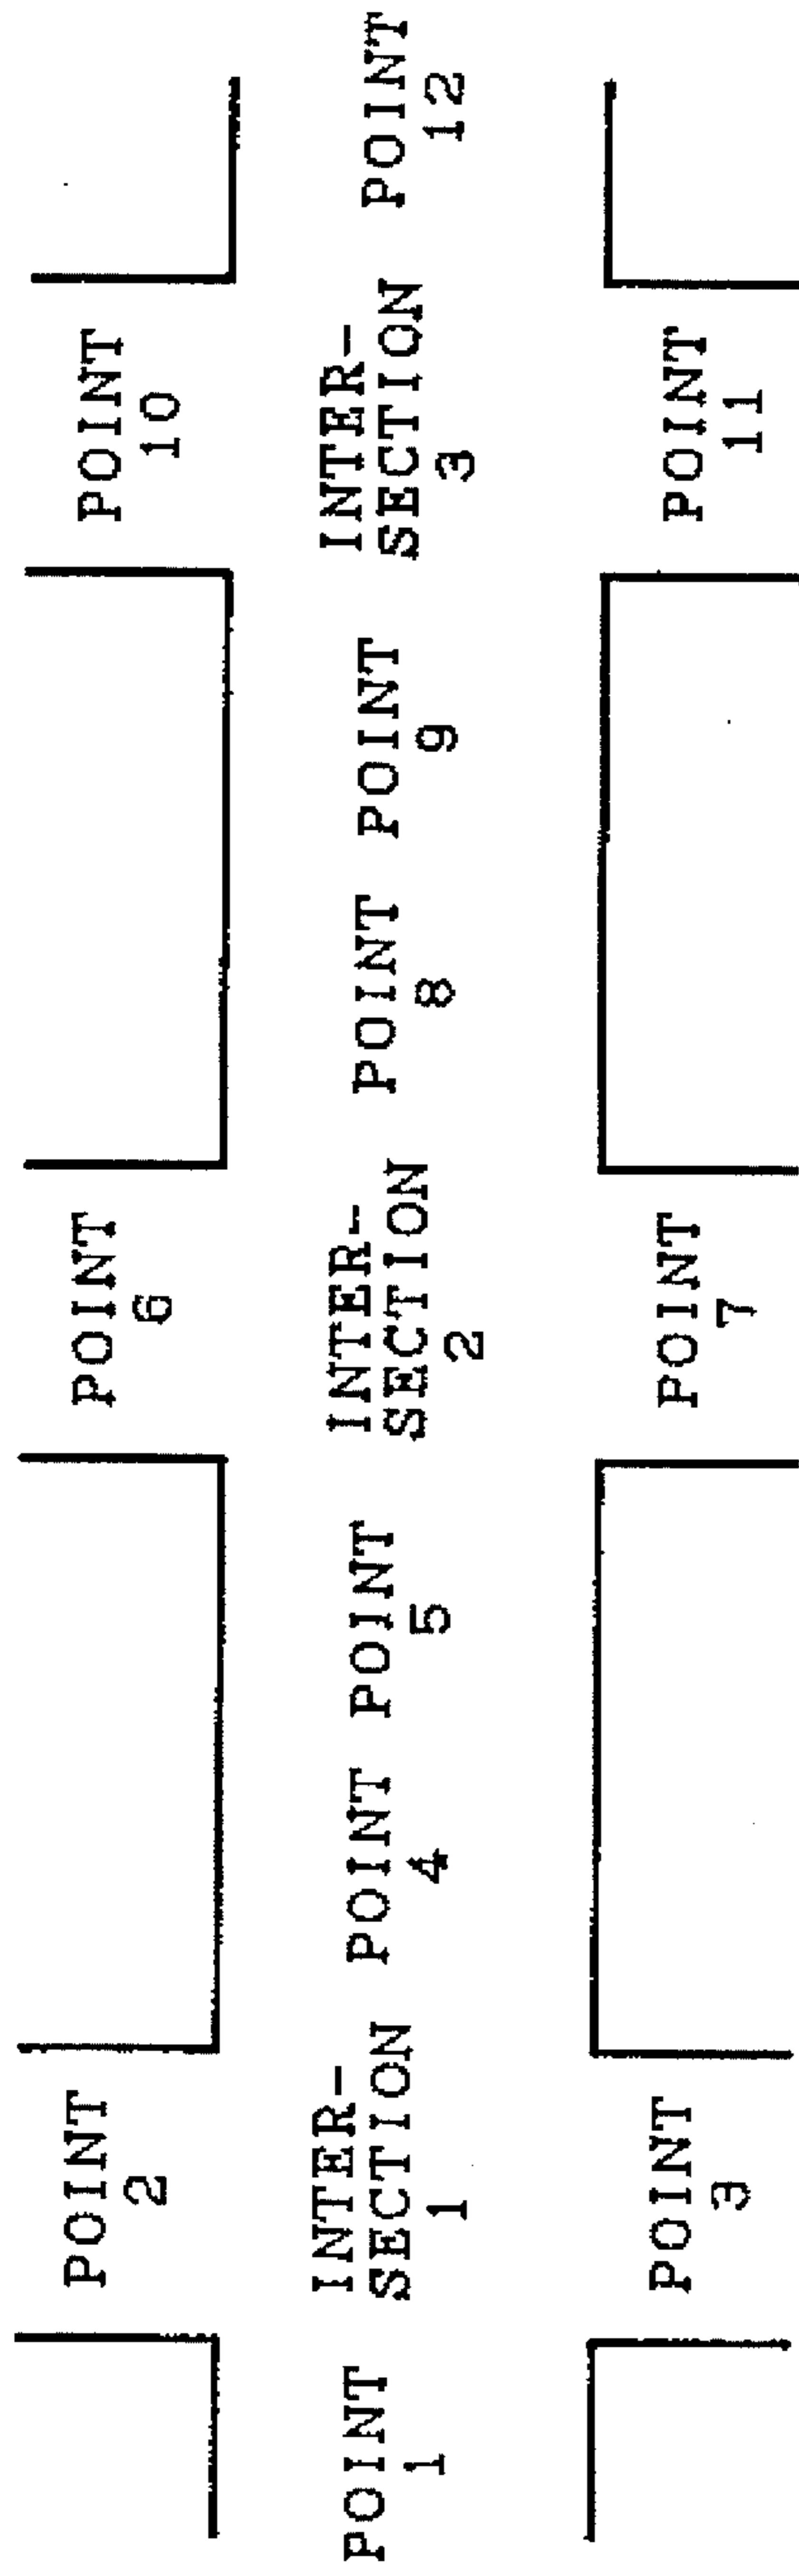 POINT
1
POINT
2
INTER-
SECTION
1
POINT
3
POINT
4
POINT
5
POINT
6
INTER-
SECTION
2
POINT
7
POINT
8
POINT
9
POINT
10
INTER-
SECTION
3
POINT
11
POINT
12